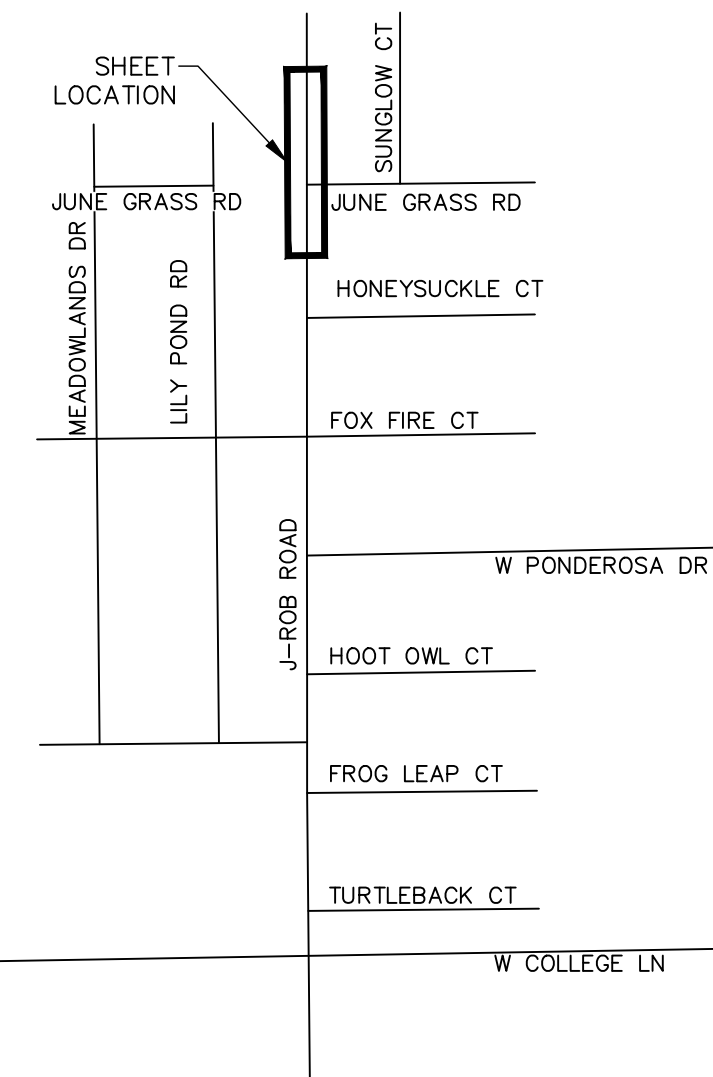 SHEET
LOCATION
SUNGLOW CT
JUNE GRASS RD
JUNE GRASS RD
MEADOWLANDS DR
LILY POND RD
HONEYSUCKLE CT
FOX FIRE CT
J-ROB ROAD
W PONDEROSA DR
HOOT OWL CT
FROG LEAP CT
TURTLEBACK CT
W COLLEGE LN